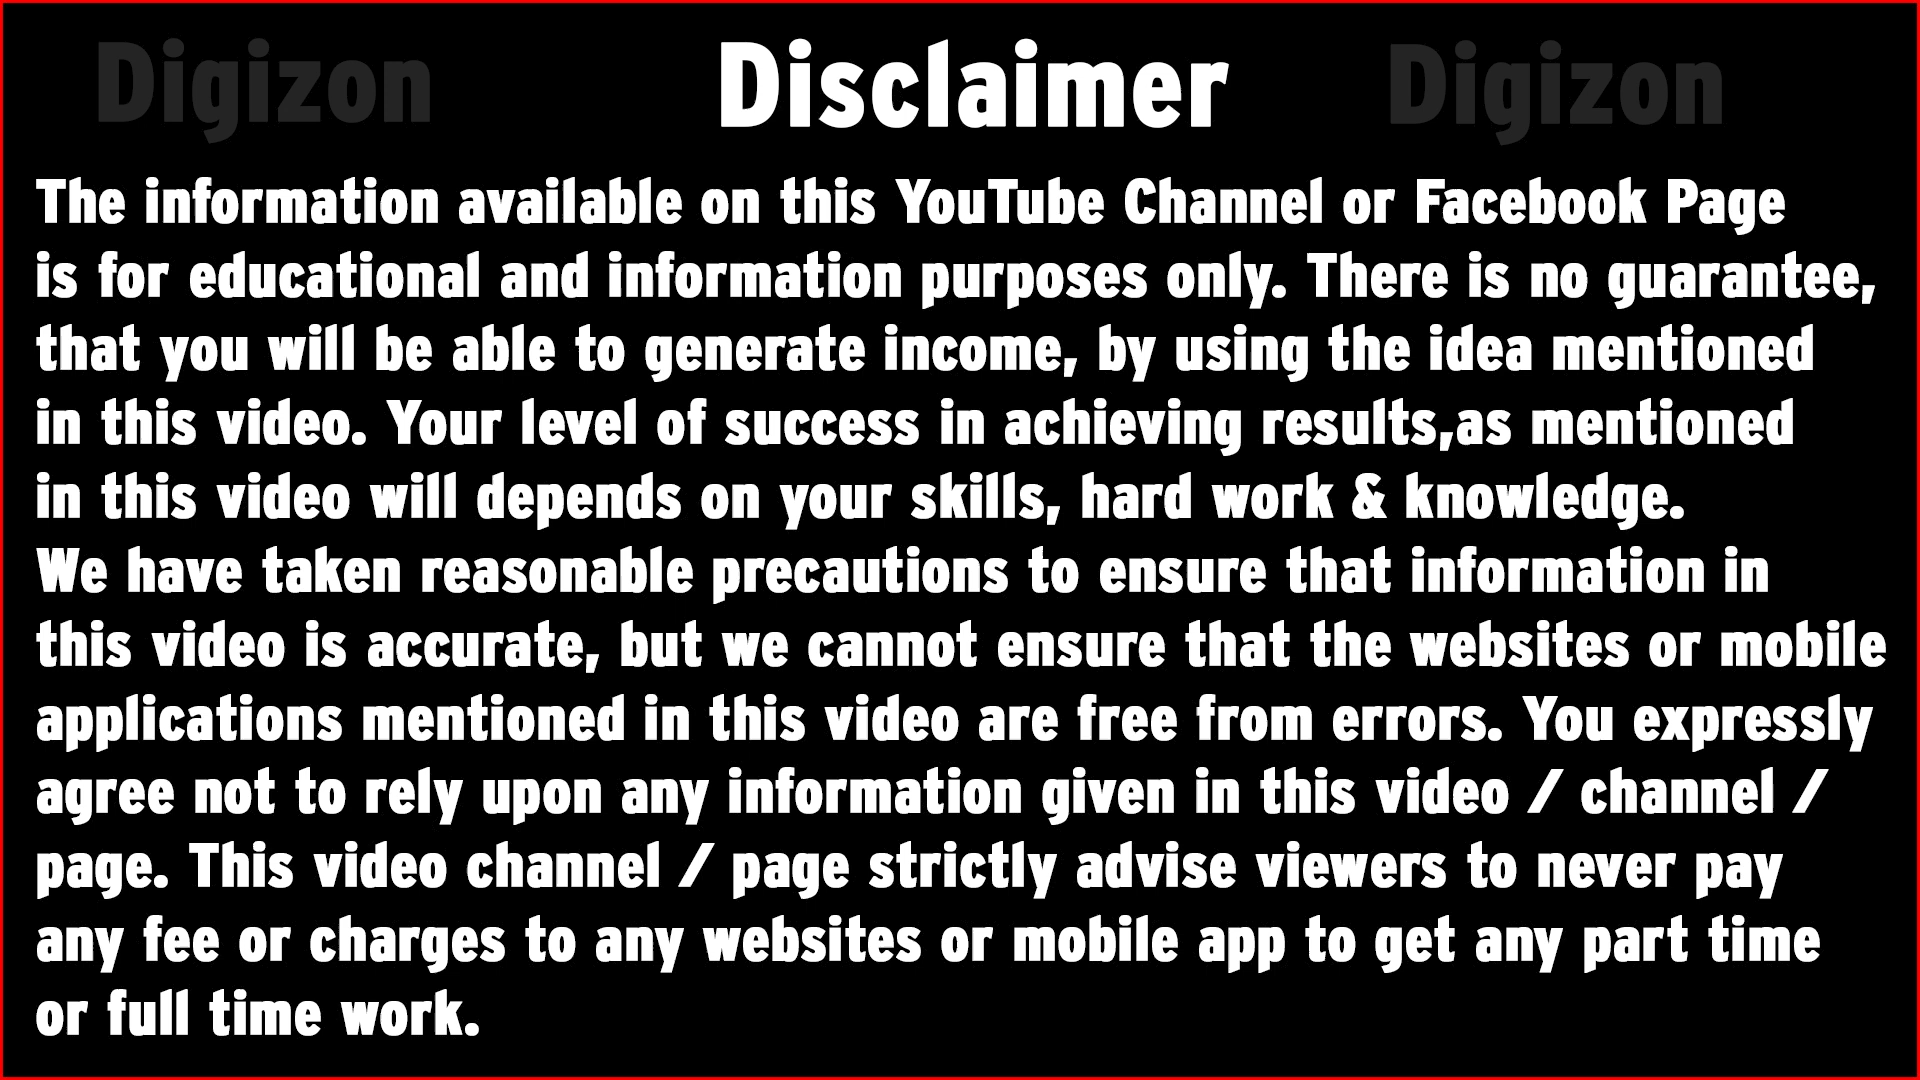 Digizon Disclaimer Digizon
The information available on this YouTube Channel or Facebook Page
is for educational and information purposes only. There is no guarantee,
that you will be able to generate income, by using the idea mentioned
in this video. Your level of success in achieving results,as mentioned
in this video will depends on your skills, hard work & knowledge.
We have taken reasonable precautions to ensure that information in
this video is accurate, but we cannot ensure that the websites or mobile
applications mentioned in this video are free from errors. You expressly
agree not to rely upon any information given in this video / channel /
page. This video channel / page strictly advise viewers to never pay
any fee or charges to any websites or mobile app to get any part time
or full time work.